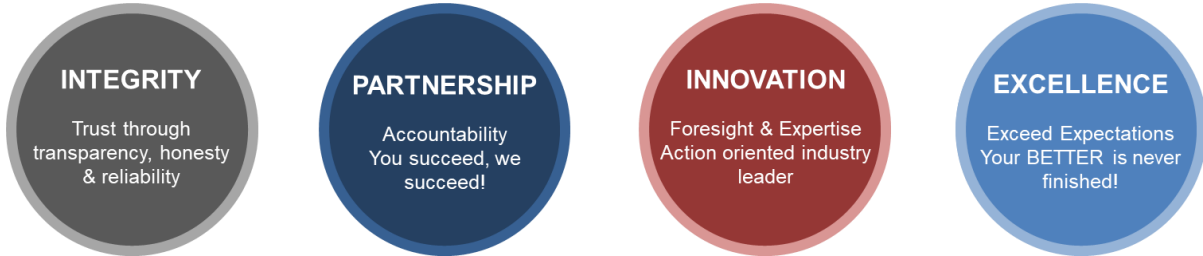 INTEGRITY
Trust through
transparency, honesty
& reliability
PARTNERSHIP
Accountability
You succeed, we
succeed!
INNOVATION
Foresight & Expertise
Action oriented industry
leader
EXCELLENCE
Exceed Expectations
Your BETTER is never
finished!